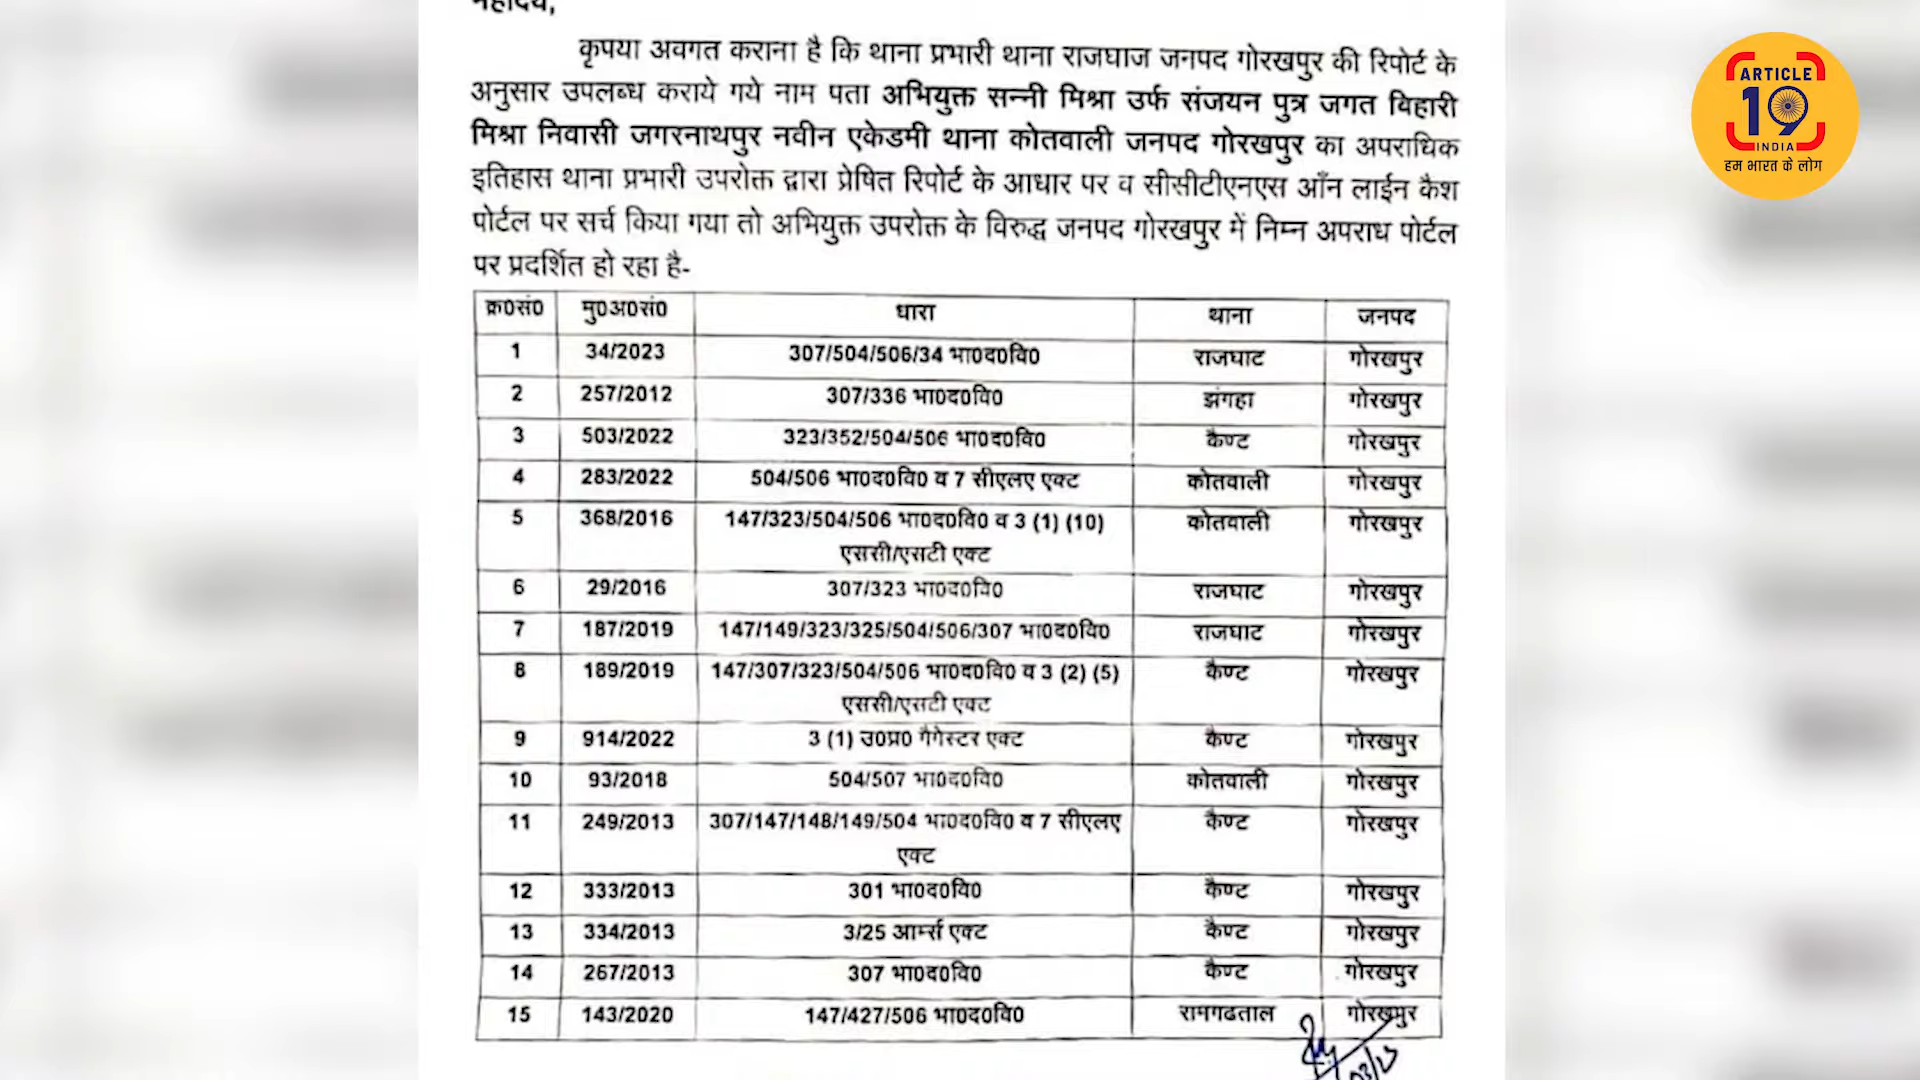 महोदय,
कृपया अवगत कराना है कि थाना प्रभारी थाना राजघाज जनपद गोरखपुर की रिपोर्ट के
अनुसार उपलब्ध कराये गये नाम पता अभियुक्त सन्नी मिश्रा उर्फ संजयन पुत्र जगत बिहारी
मिश्रा निवासी जगरनाथपुर नवीन एकेडमी थाना कोतवाली जनपद गोरखपुर का अपराधिक
इतिहास थाना प्रभारी उपरोक्त द्वारा प्रेषित रिपोर्ट के आधार पर व सीसीटीएनएस ऑन लाईन कैश
पोर्टल पर सर्च किया गया तो अभियुक्त उपरोक्त के विरुद्ध जनपद गोरखपुर में निम्न अपराध पोर्टल
पर प्रदर्शित हो रहा है-
क्र0सं0 मु0अ0सं0 धारा थाना जनपद
1 34/2023 307/504/506/34 भा0द0वि0 राजघाट गोरखपुर
2 257/2012 307/336 भा0द0वि0 झंगहा गोरखपुर
3 503/2022 323/352/504/506 भा0द0वि0 कैण्ट गोरखपुर
4 283/2022 504/506 भा0द0वि0 व 7 सीएलए एक्ट कोतवाली गोरखपुर
5 368/2016 147/323/504/506 भा0द0वि0 व 3 (1) (10) कोतवाली गोरखपुर
एससी/एसटी एक्ट
6 29/2016 307/323 भा0द0वि0 राजघाट गोरखपुर
7 187/2019 147/149/323/325/504/506/307 भा0द0वि0 राजघाट गोरखपुर
8 189/2019 147/307/323/504/506 भा0द0वि0 व 3 (2) (5) कैण्ट गोरखपुर
एससी/एसटी एक्ट
9 914/2022 3 (1) उ0प्र0 गैगेस्टर एक्ट कैण्ट गोरखपुर
10 93/2018 504/507 भा0द0वि0 कोतवाली गोरखपुर
11 249/2013 307/147/148/149/504 भा0द0वि0 व 7 सीएलए कैण्ट गोरखपुर
एक्ट
12 333/2013 301 भा0द0वि0 कैण्ट गोरखपुर
13 334/2013 3/25 आर्म्स एक्ट कैण्ट गोरखपुर
14 267/2013 307 भा0द0वि0 कैण्ट गोरखपुर
15 143/2020 147/427/506 भा0द0वि0 रामगढताल गोरखपुर
ARTICLE
19
INDIA
हम भारत के लोग